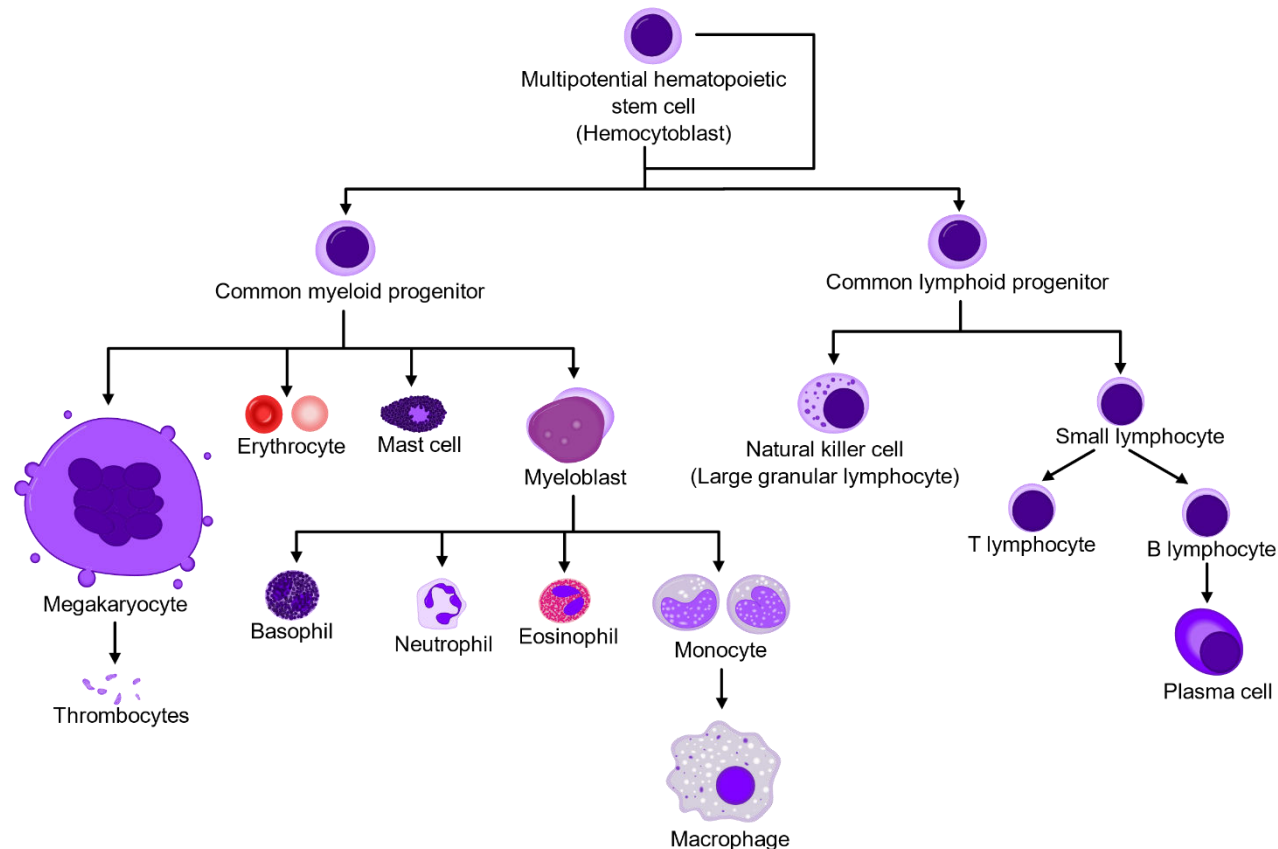 Multipotential hematopoietic
stem cell
(Hemocytoblast)
Common myeloid progenitor
Common lymphoid progenitor
Erythrocyte
Mast cell
Myeloblast
Natural killer cell
(Large granular lymphocyte)
Small lymphocyte
T lymphocyte
B lymphocyte
Megakaryocyte
Basophil
Neutrophil
Eosinophil
Monocyte
Plasma cell
Thrombocytes
Macrophage